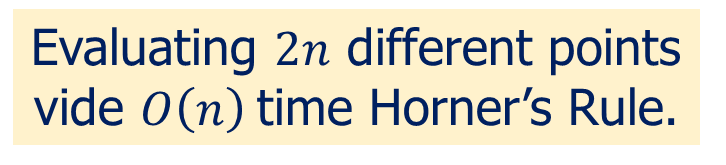 Evaluating 2n different points
vide O(n) time Horner’s Rule.